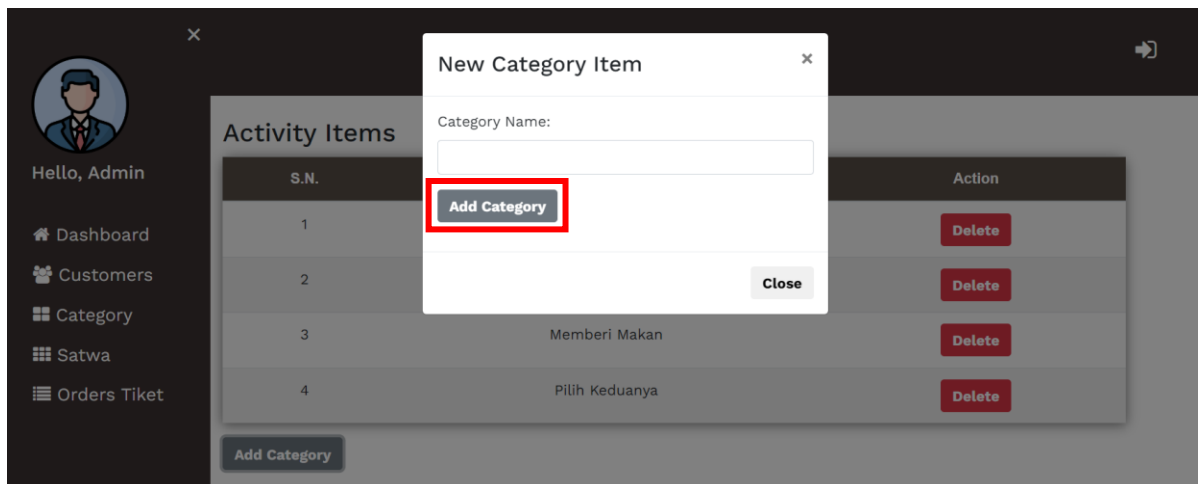 ×
New Category Item
×
Category Name:
Add Category
Close
Hello, Admin
Dashboard
Customers
Category
Satwa
Orders Tiket
Activity Items
S.N.
Action
1
Delete
2
Delete
3
Memberi Makan
Delete
4
Pilih Keduanya
Delete
Add Category